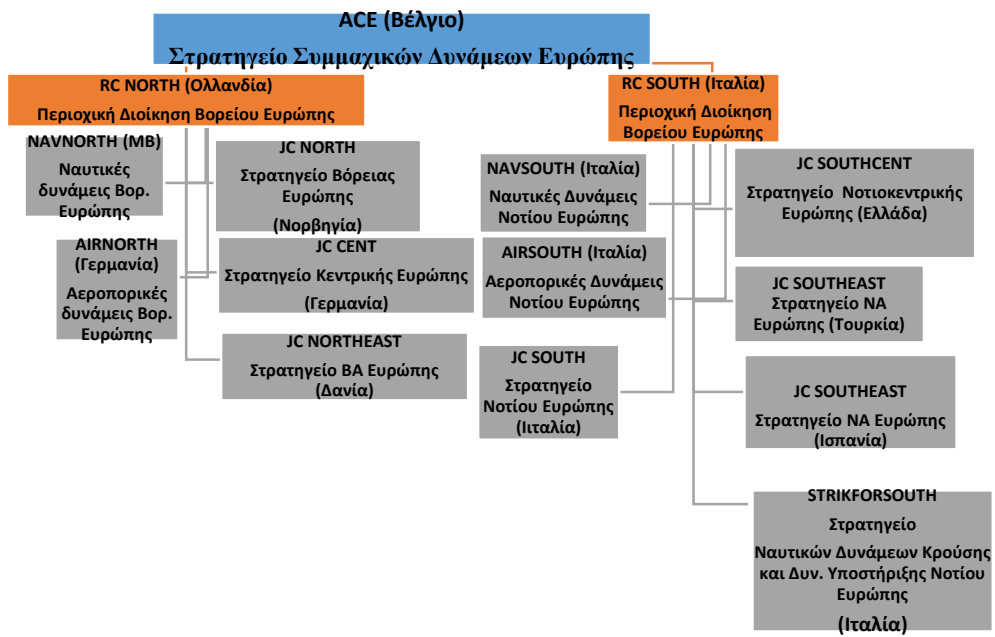 ACE (Βέλγιο)
Στρατηγείο Συμμαχικών Δυνάμεων Ευρώπης
RC NORTH (Ολλανδία)
Περιοχική Διοίκηση Βορείου Ευρώπης
NAVNORTH (ΜΒ)
Ναυτικές
δυνάμεις Βορ.
Ευρώπης
JC NORTH
Στρατηγείο Βόρειας
Ευρώπης
(Νορβηγία)
AIRNORTH
(Γερμανία)
Αεροπορικές
δυνάμεις Βορ.
Ευρώπης
JC CENT
Στρατηγείο Κεντρικής Ευρώπης
(Γερμανία)
JC NORTHEAST
Στρατηγείο ΒΑ Ευρώπης
(Δανία)
RC SOUTH (Ιταλία)
Περιοχική Διοίκηση
Βορείου Ευρώπης
NAVSOUTH (Ιταλία)
Ναυτικές Δυνάμεις
Νοτίου Ευρώπης
JC SOUTHCENT
Στρατηγείο Νοτιοκεντρικής
Ευρώπης (Ελλάδα)
AIRSOUTH (Ιταλία)
Αεροπορικές Δυνάμεις
Νοτίου Ευρώπης
JC SOUTHEAST
Στρατηγείο ΝΑ
Ευρώπης (Τουρκία)
JC SOUTH
Στρατηγείο
Νοτίου Ευρώπης
(Ιιταλία)
JC SOUTHEAST
Στρατηγείο ΝΑ Ευρώπης
(Ισπανία)
STRIKFORSOUTH
Στρατηγείο
Ναυτικών Δυνάμεων Κρούσης
και Δυν. Υποστήριξης Νοτίου
Ευρώπης
(Ιταλία)